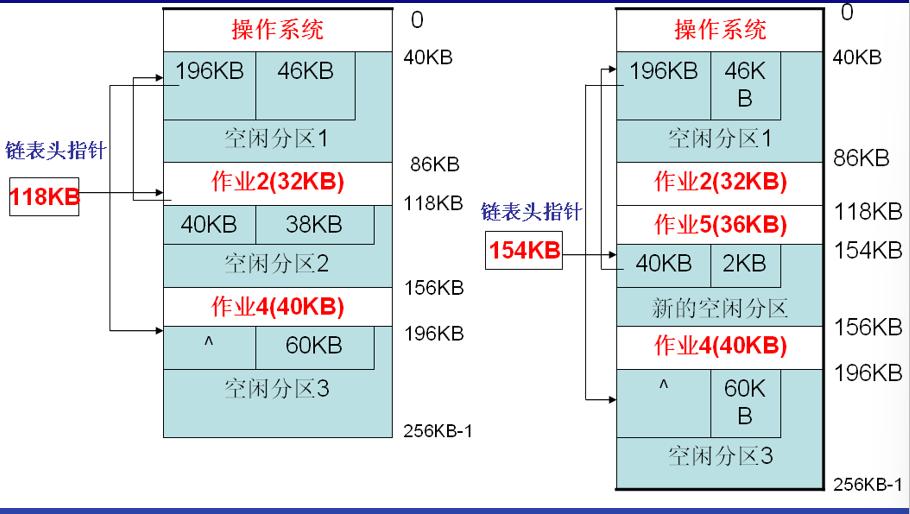 操作系统
196KB 46KB
空闲分区1
链表头指针
118KB
作业2(32KB)
40KB 38KB
空闲分区2
作业4(40KB)
^ 60KB
空闲分区3
0
40KB
86KB
118KB
156KB
196KB
256KB-1
操作系统
196KB 46K
B
空闲分区1
作业2(32KB)
链表头指针
154KB
作业5(36KB)
40KB 2KB
新的空闲分区
作业4(40KB)
^ 60K
B
空闲分区3
0
40KB
86KB
118KB
154KB
156KB
196KB
256KB-1